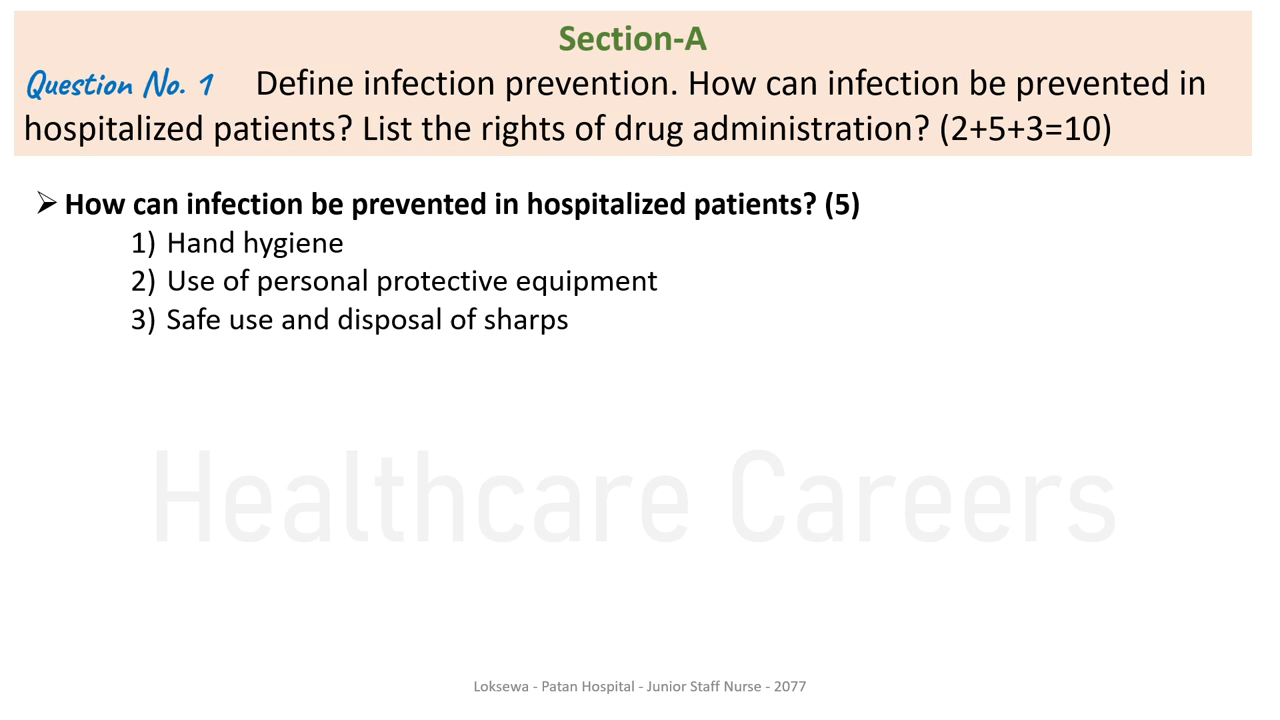 Section-A
Question No. 1 Define infection prevention. How can infection be prevented in
hospitalized patients? List the rights of drug administration? (2+5+3=10)
➢ How can infection be prevented in hospitalized patients? (5)
1) Hand hygiene
2) Use of personal protective equipment
3) Safe use and disposal of sharps
Healthcare Careers
Loksewa - Patan Hospital - Junior Staff Nurse - 2077